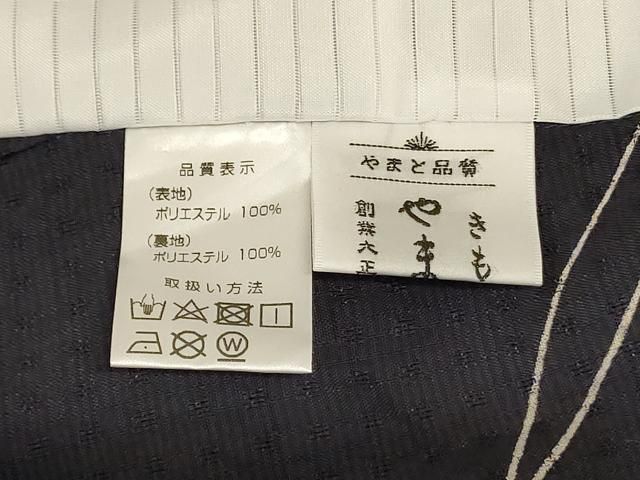 品質表示
(表地)
ポリエステル 100%
(裏地)
ポリエステル 100%
取扱い方法
W
やまと品質
きも
やま
創業大正